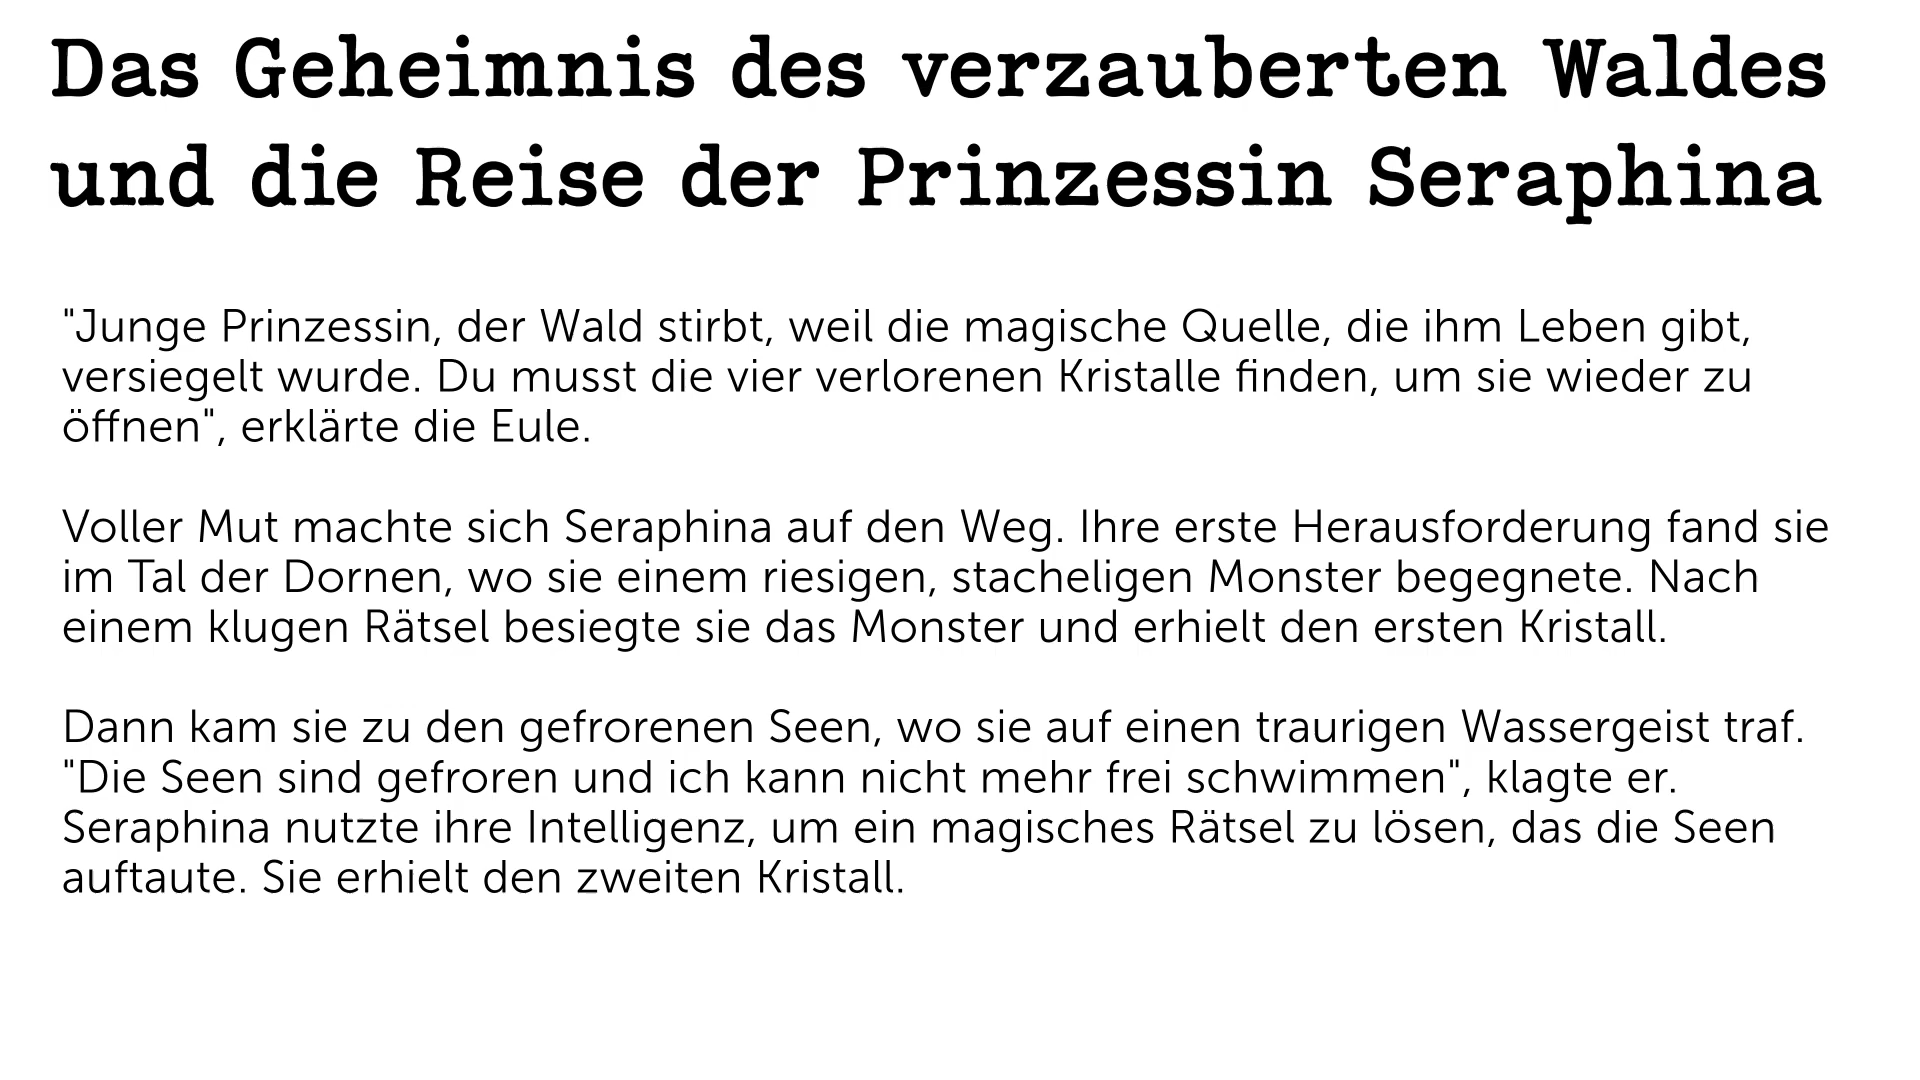 Das Geheimnis des verzauberten Waldes
und die Reise der Prinzessin Seraphina
"Junge Prinzessin, der Wald stirbt, weil die magische Quelle, die ihm Leben gibt,
versiegelt wurde. Du musst die vier verlorenen Kristalle finden, um sie wieder zu
öffnen", erklärte die Eule.
Voller Mut machte sich Seraphina auf den Weg. Ihre erste Herausforderung fand sie
im Tal der Dornen, wo sie einem riesigen, stacheligen Monster begegnete. Nach
einem klugen Rätsel besiegte sie das Monster und erhielt den ersten Kristall.
Dann kam sie zu den gefrorenen Seen, wo sie auf einen traurigen Wassergeist traf.
"Die Seen sind gefroren und ich kann nicht mehr frei schwimmen", klagte er.
Seraphina nutzte ihre Intelligenz, um ein magisches Rätsel zu lösen, das die Seen
auftaute. Sie erhielt den zweiten Kristall.